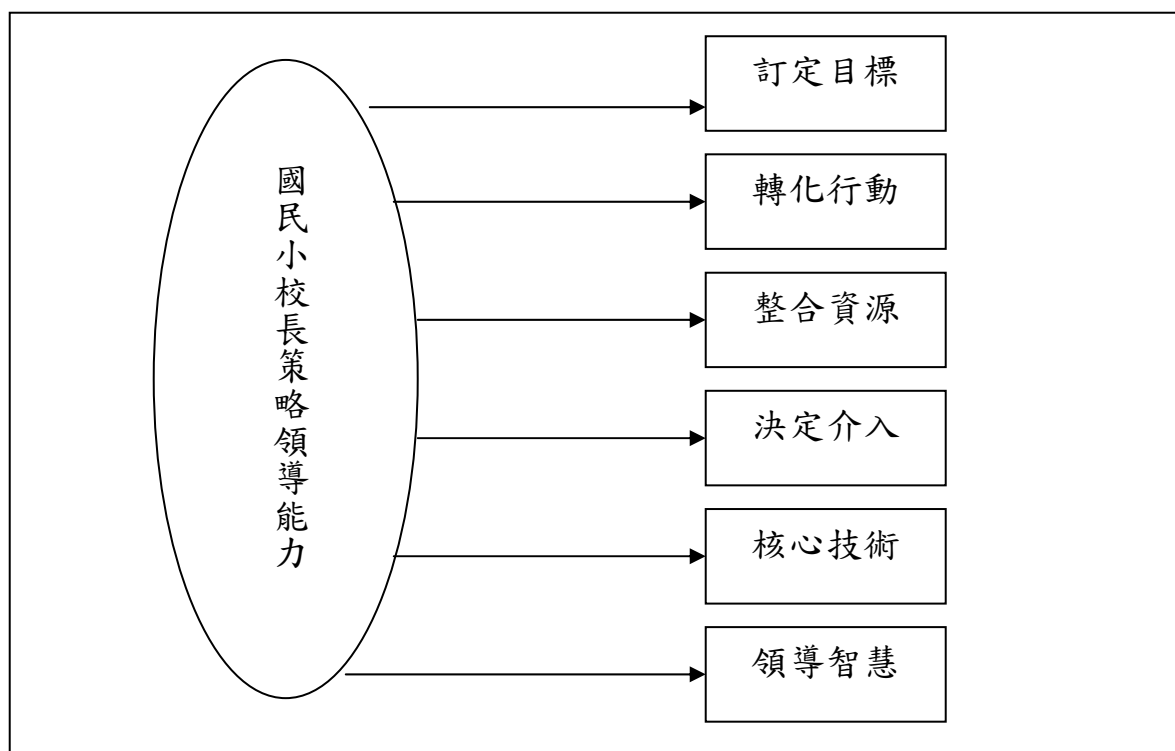 國民小校長策略領導能力
訂定目標
轉化行動
整合資源
決定介入
核心技術
領導智慧